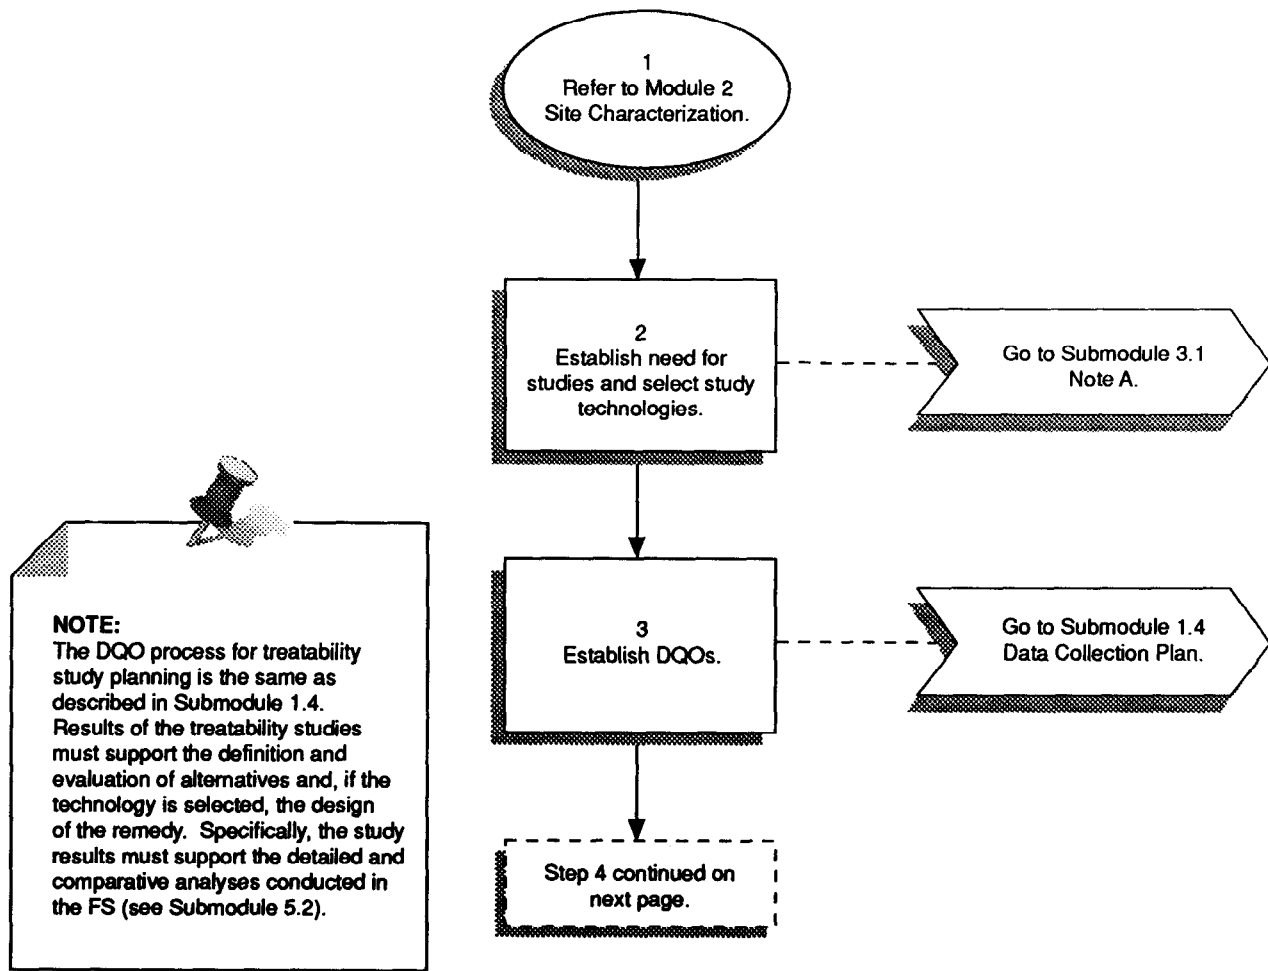 1
Refer to Module 2
Site Characterization.
2
Establish need for
studies and select study
technologies.
Go to Submodule 3.1
Note A.
3
Establish DQOs.
Go to Submodule 1.4
Data Collection Plan.
NOTE:
The DQO process for treatability
study planning is the same as
described in Submodule 1.4.
Results of the treatability studies
must support the definition and
evaluation of alternatives and, if the
technology is selected, the design
of the remedy. Specifically, the study
results must support the detailed and
comparative analyses conducted in
the FS (see Submodule 5.2).
Step 4 continued on
next page.